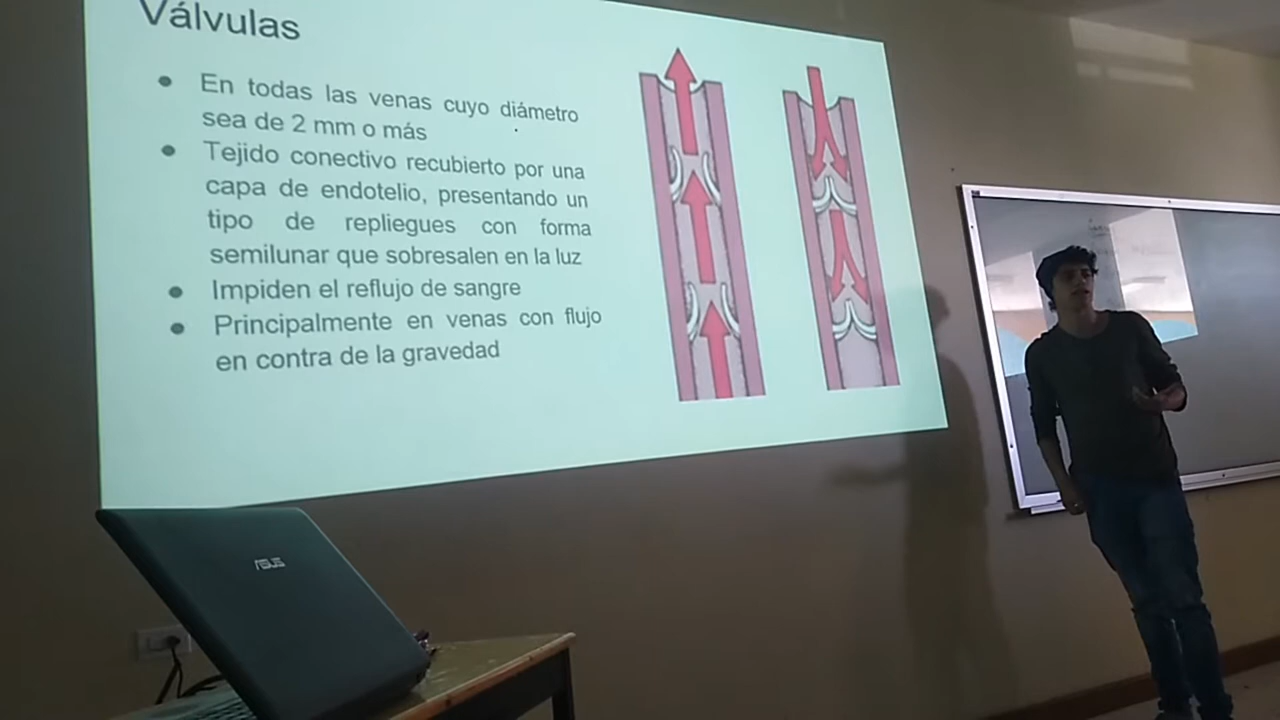 Válvulas
En todas las venas cuyo diámetro
sea de 2 mm o más
Tejido conectivo recubierto por una
capa de endotelio, presentando un
tipo de repliegues con forma
semilunar que sobresalen en la luz
Impiden el reflujo de sangre
Principalmente en venas con flujo
en contra de la gravedad
ASUS